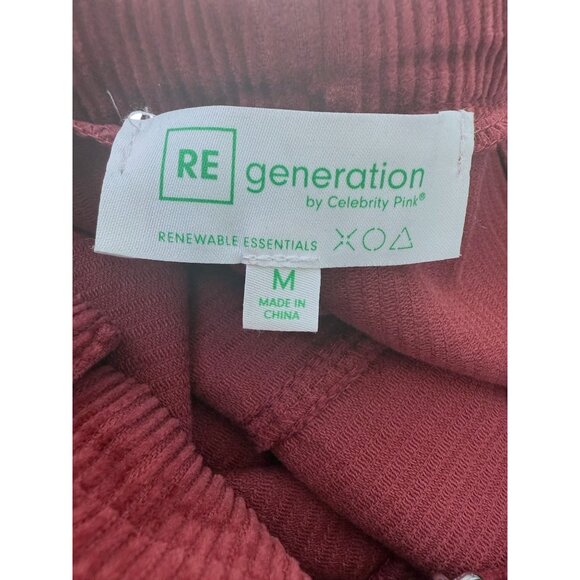 RE generation
by Celebrity Pink®
RENEWABLE ESSENTIALS
M
MADE IN
CHINA